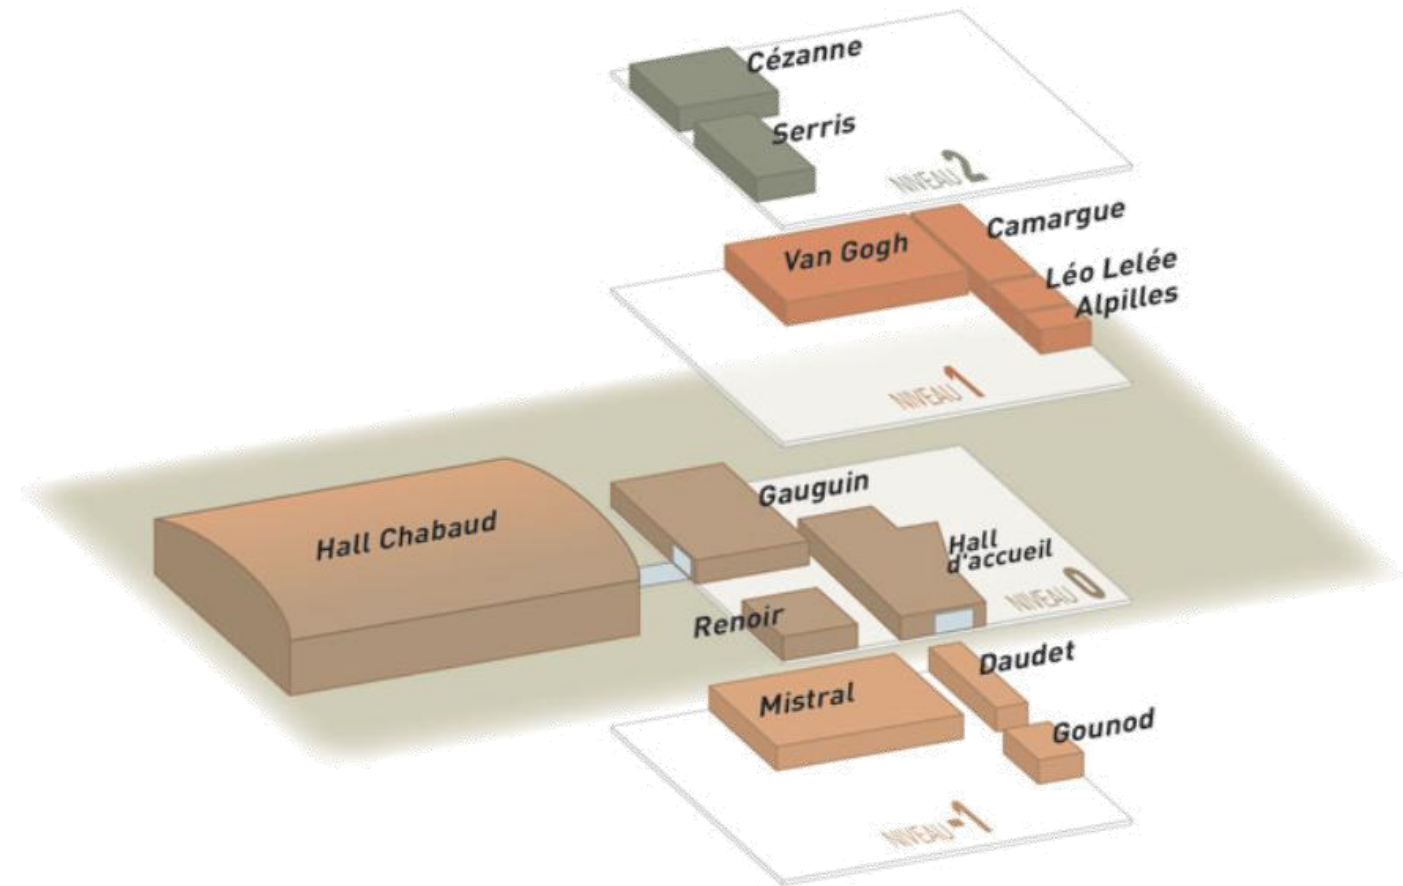 Cézanne
Serris
NIVEAU 2
Camargue
Van Gogh
Léo Lelée
Alpilles
NIVEAU 1
Gauguin
Hall Chabaud
Hall
d'accueil
NIVEAU 0
Renoir
Daudet
Mistral
Gounod
NIVEAU -1